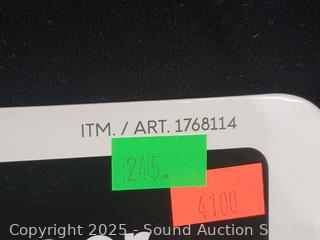 ITM. / ART. 1768114
245.
4100
Copyright 2025 - Sound Auction Service